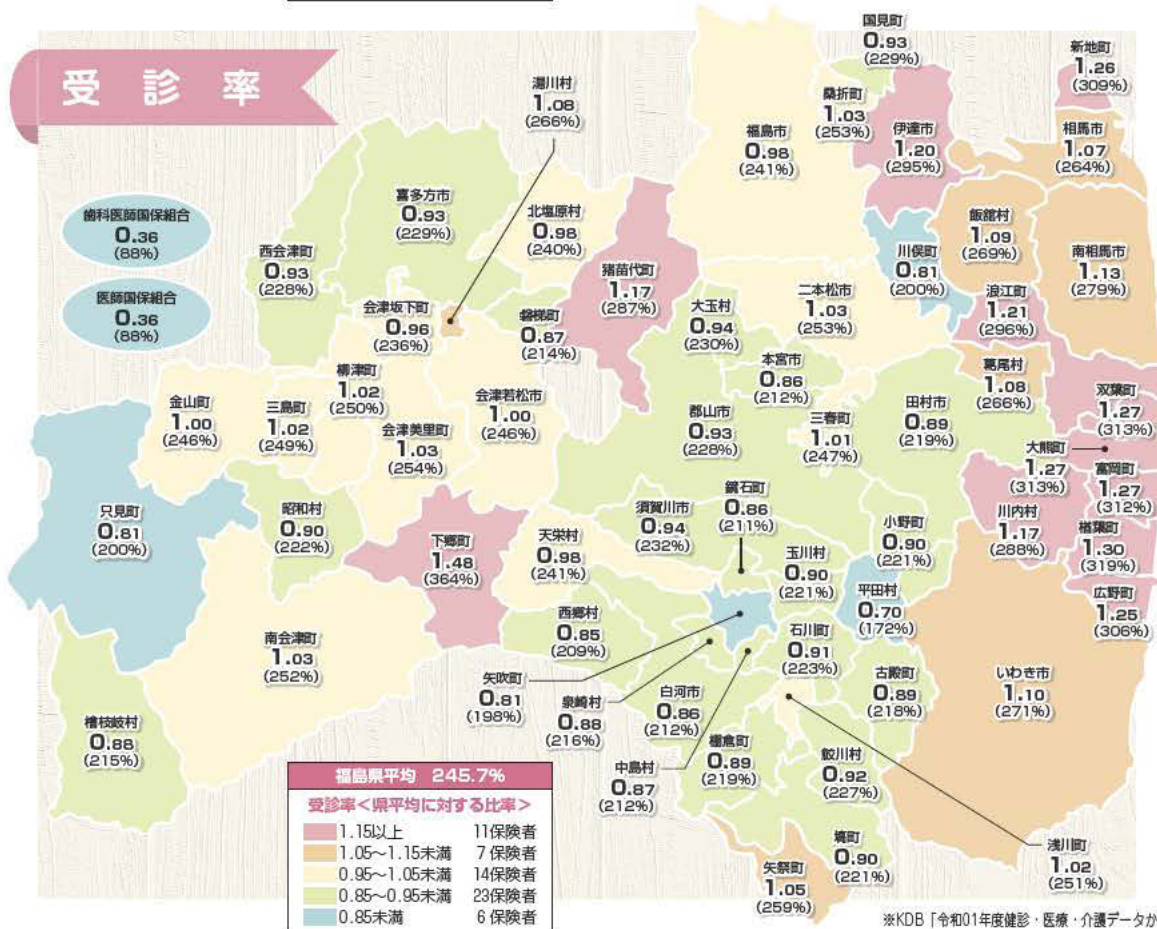 受診率
国見町
0.93
(229%)
新地町
1.26
(309%)
湯川村
1.08
(266%)
桑折町
1.03
(253%)
伊達市
1.20
(295%)
相馬市
1.07
(264%)
福島市
0.98
(241%)
歯科医師国保組合
0.36
(88%)
医師国保組合
0.36
(88%)
喜多方市
0.93
(229%)
北塩原村
0.98
(240%)
西会津町
0.93
(228%)
猪苗代町
1.17
(287%)
川俣町
0.81
(200%)
飯舘村
1.09
(269%)
南相馬市
1.13
(279%)
会津坂下町
0.96
(236%)
磐梯町
0.87
(214%)
大玉村
0.94
(230%)
二本松市
1.03
(253%)
浪江町
1.21
(296%)
本宮市
0.86
(212%)
葛尾村
1.08
(266%)
双葉町
1.27
(313%)
金山町
1.00
(246%)
三島町
1.02
(249%)
柳津町
1.02
(250%)
会津美里町
1.03
(254%)
会津若松市
1.00
(246%)
郡山市
0.93
(228%)
三春町
1.01
(247%)
田村市
0.89
(219%)
大熊町
1.27
(313%)
富岡町
1.27
(312%)
只見町
0.81
(200%)
昭和村
0.90
(222%)
下郷町
1.48
(364%)
天栄村
0.98
(241%)
須賀川市
0.94
(232%)
鏡石町
0.86
(211%)
玉川村
0.90
(221%)
小野町
0.90
(221%)
川内村
1.17
(288%)
楢葉町
1.30
(319%)
平田村
0.70
(172%)
広野町
1.25
(306%)
南会津町
1.03
(252%)
西郷村
0.85
(209%)
石川町
0.91
(223%)
矢吹町
0.81
(198%)
泉崎村
0.88
(216%)
白河市
0.86
(212%)
古殿町
0.89
(218%)
いわき市
1.10
(271%)
檜枝岐村
0.88
(215%)
中島村
0.87
(212%)
棚倉町
0.89
(219%)
鮫川村
0.92
(227%)
浅川町
1.02
(251%)
塙町
0.90
(221%)
矢祭町
1.05
(259%)
福島県平均 245.7%
受診率<県平均に対する比率>
1.15以上 11保険者
1.05~1.15未満 7保険者
0.95~1.05未満 14保険者
0.85~0.95未満 23保険者
0.85未満 6保険者
※KDB「令和01年度健診・医療・介護データか